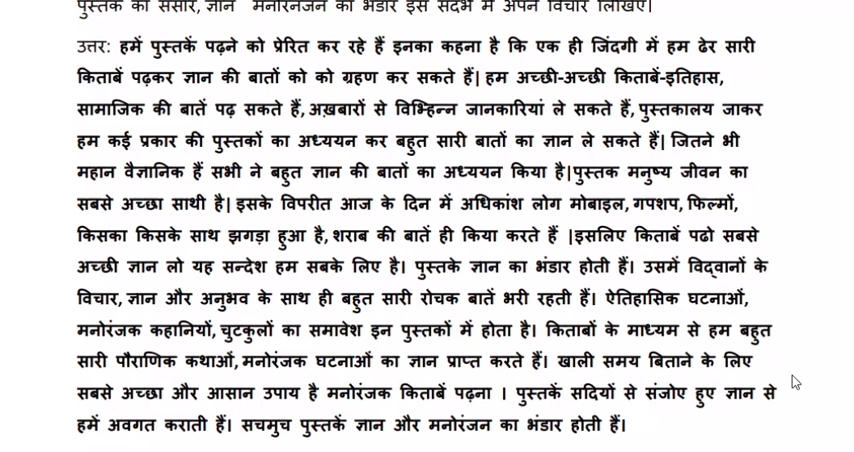 पुस्तकें का संसार, ज्ञान मनोरनजन का भंडार इस संदर्भ में अपने विचार लिखिए।
उत्तर: हमें पुस्तकें पढ़ने को प्रेरित कर रहे हैं इनका कहना है कि एक ही जिंदगी में हम ढेर सारी
किताबें पढ़कर ज्ञान की बातों को को ग्रहण कर सकते हैं| हम अच्छी-अच्छी किताबें-इतिहास,
सामाजिक की बातें पढ़ सकते हैं, अख़बारों से विभ्हिन्न जानकारियां ले सकते हैं, पुस्तकालय जाकर
हम कई प्रकार की पुस्तकों का अध्ययन कर बहुत सारी बातों का ज्ञान ले सकते हैं| जितने भी
महान वैज्ञानिक हैं सभी ने बहुत ज्ञान की बातों का अध्ययन किया है|पुस्तक मनुष्य जीवन का
सबसे अच्छा साथी है| इसके विपरीत आज के दिन में अधिकांश लोग मोबाइल, गपशप, फिल्मों,
किसका किसके साथ झगड़ा हुआ है, शराब की बातें ही किया करते हैं |इसलिए किताबें पढो सबसे
अच्छी ज्ञान लो यह सन्देश हम सबके लिए है। पुस्तके ज्ञान का भंडार होती हैं। उसमें विद्वानों के
विचार, ज्ञान और अनुभव के साथ ही बहुत सारी रोचक बातें भरी रहती हैं। ऐतिहासिक घटनाओं,
मनोरंजक कहानियों, चुटकुलों का समावेश इन पुस्तकों में होता है। किताबों के माध्यम से हम बहुत
सारी पौराणिक कथाओं, मनोरंजक घटनाओं का ज्ञान प्राप्त करते हैं। खाली समय बिताने के लिए
सबसे अच्छा और आसान उपाय है मनोरंजक किताबें पढ़ना । पुस्तकें सदियों से संजोए हुए ज्ञान से
हमें अवगत कराती हैं। सचमुच पुस्तकें ज्ञान और मनोरंजन का भंडार होती हैं।